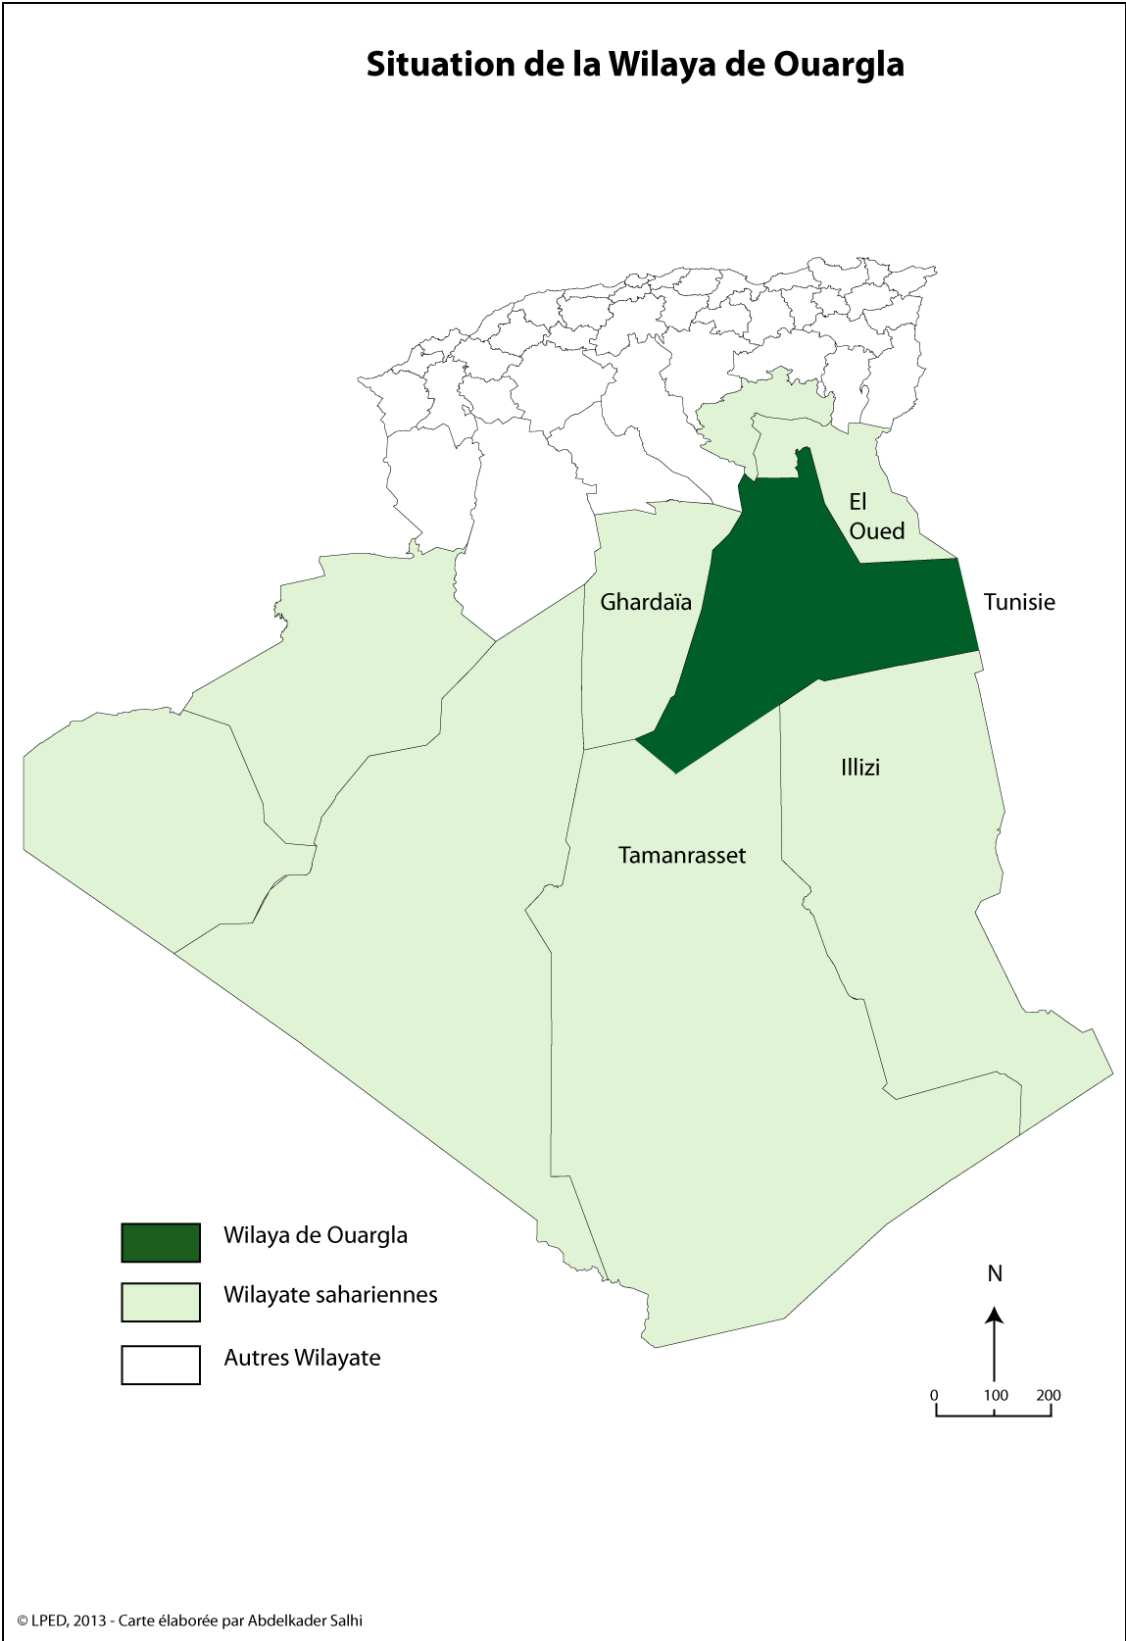 Situation de la Wilaya de Ouargla
El
Oued
Ghardaïa
Tunisie
Illizi
Tamanrasset
Wilaya de Ouargla
Wilayate sahariennes
Autres Wilayate
N
0 100 200
© LPED, 2013 - Carte élaborée par Abdelkader Salhi